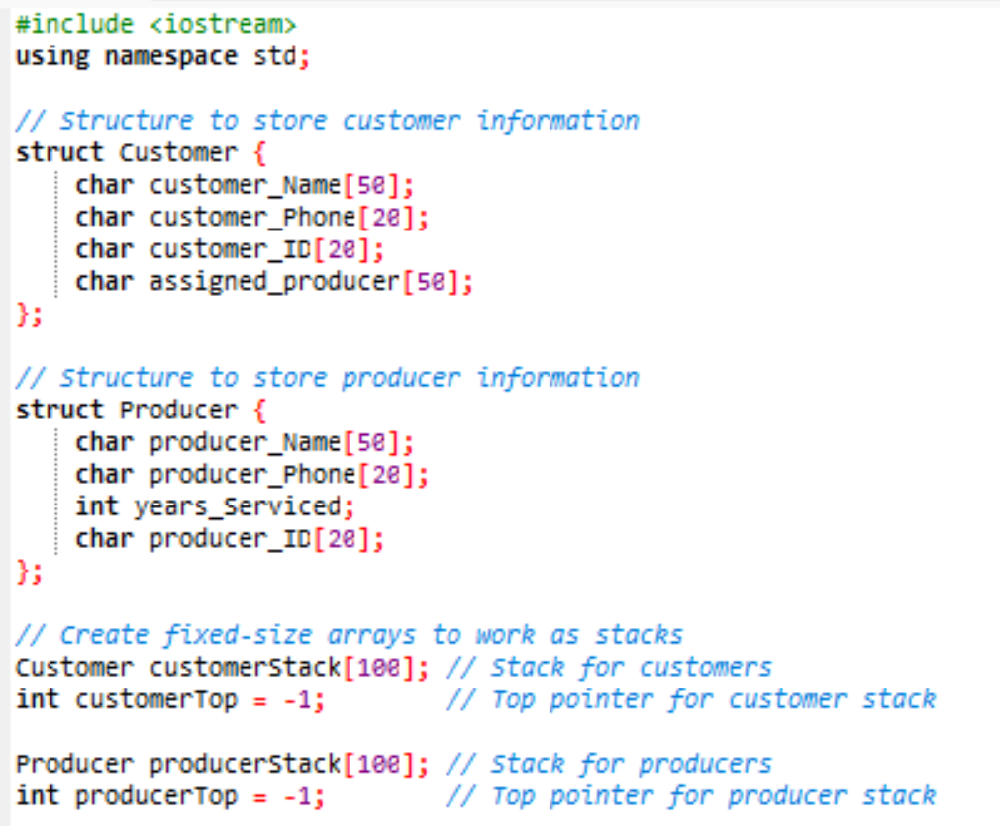 #include <iostream>
using namespace std;
// Structure to store customer information
struct Customer {
char customer_Name[50];
char customer_Phone[20];
char customer_ID[20];
char assigned_producer[50];
};
// Structure to store producer information
struct Producer {
char producer_Name[50];
char producer_Phone[20];
int years_Serviced;
char producer_ID[20];
};
// Create fixed-size arrays to work as stacks
Customer customerStack[100]; // Stack for customers
int customerTop = -1; // Top pointer for customer stack
Producer producerStack[100]; // Stack for producers
int producerTop = -1; // Top pointer for producer stack